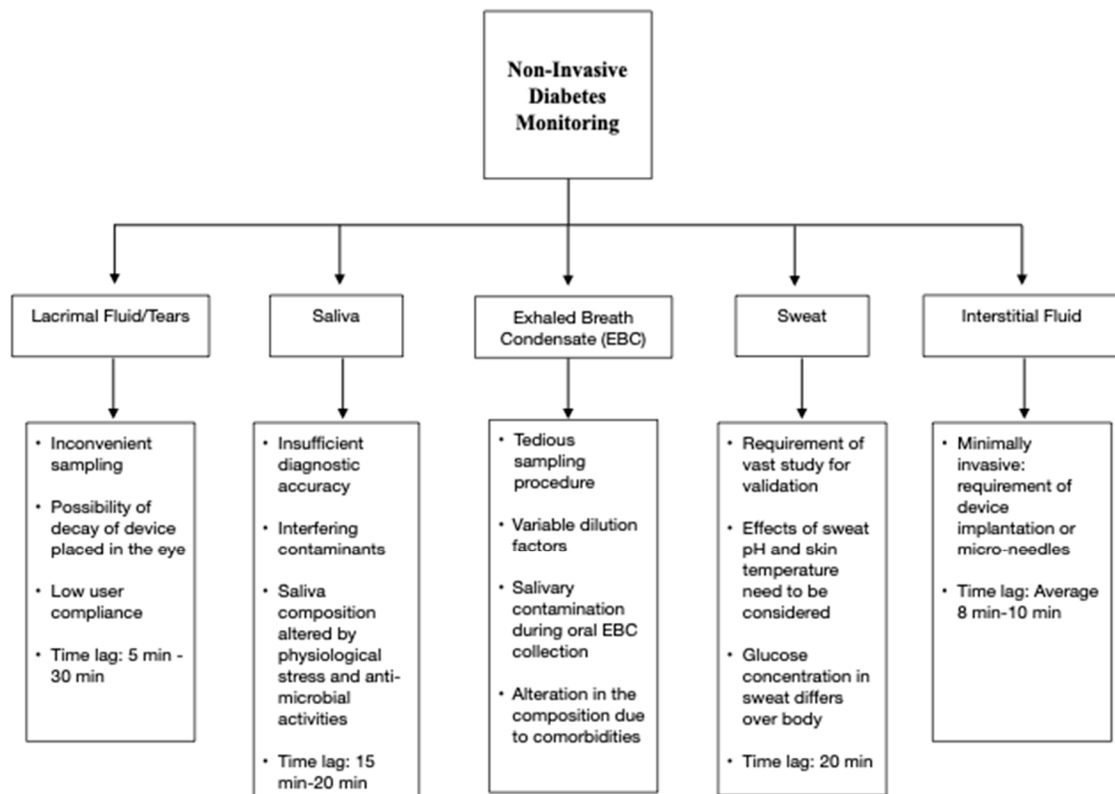 Non-Invasive
Diabetes
Monitoring
Lacrimal Fluid/Tears
Saliva
Exhaled Breath
Condensate (EBC)
Sweat
Interstitial Fluid
• Inconvenient
sampling
• Possibility of
decay of device
placed in the eye
• Low user
compliance
• Time lag: 5 min -
30 min
• Insufficient
diagnostic
accuracy
• Interfering
contaminants
• Saliva
composition
altered by
physiological
stress and anti-
microbial
activities
• Time lag: 15
min-20 min
• Tedious
sampling
procedure
• Variable dilution
factors
• Salivary
contamination
during oral EBC
collection
• Alteration in the
composition due
to comorbidities
• Requirement of
vast study for
validation
• Effects of sweat
pH and skin
temperature
need to be
considered
• Glucose
concentration in
sweat differs
over body
• Time lag: 20 min
• Minimally
invasive:
requirement of
device
implantation or
micro-needles
• Time lag: Average
8 min-10 min